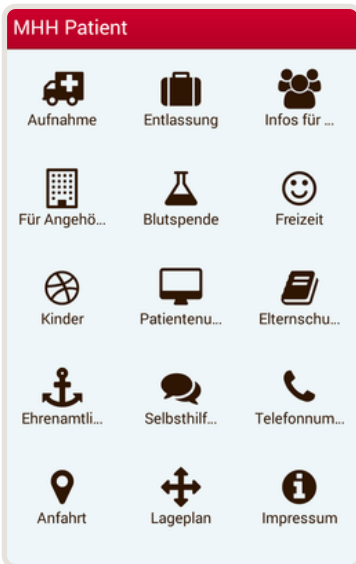 MHH Patient
Aufnahme Entlassung Infos für ...
Für Angehö... Blutspende Freizeit
Kinder Patientenu... Elternschu...
Ehrenamtli... Selbsthilf... Telefonnum...
Anfahrt Lageplan Impressum